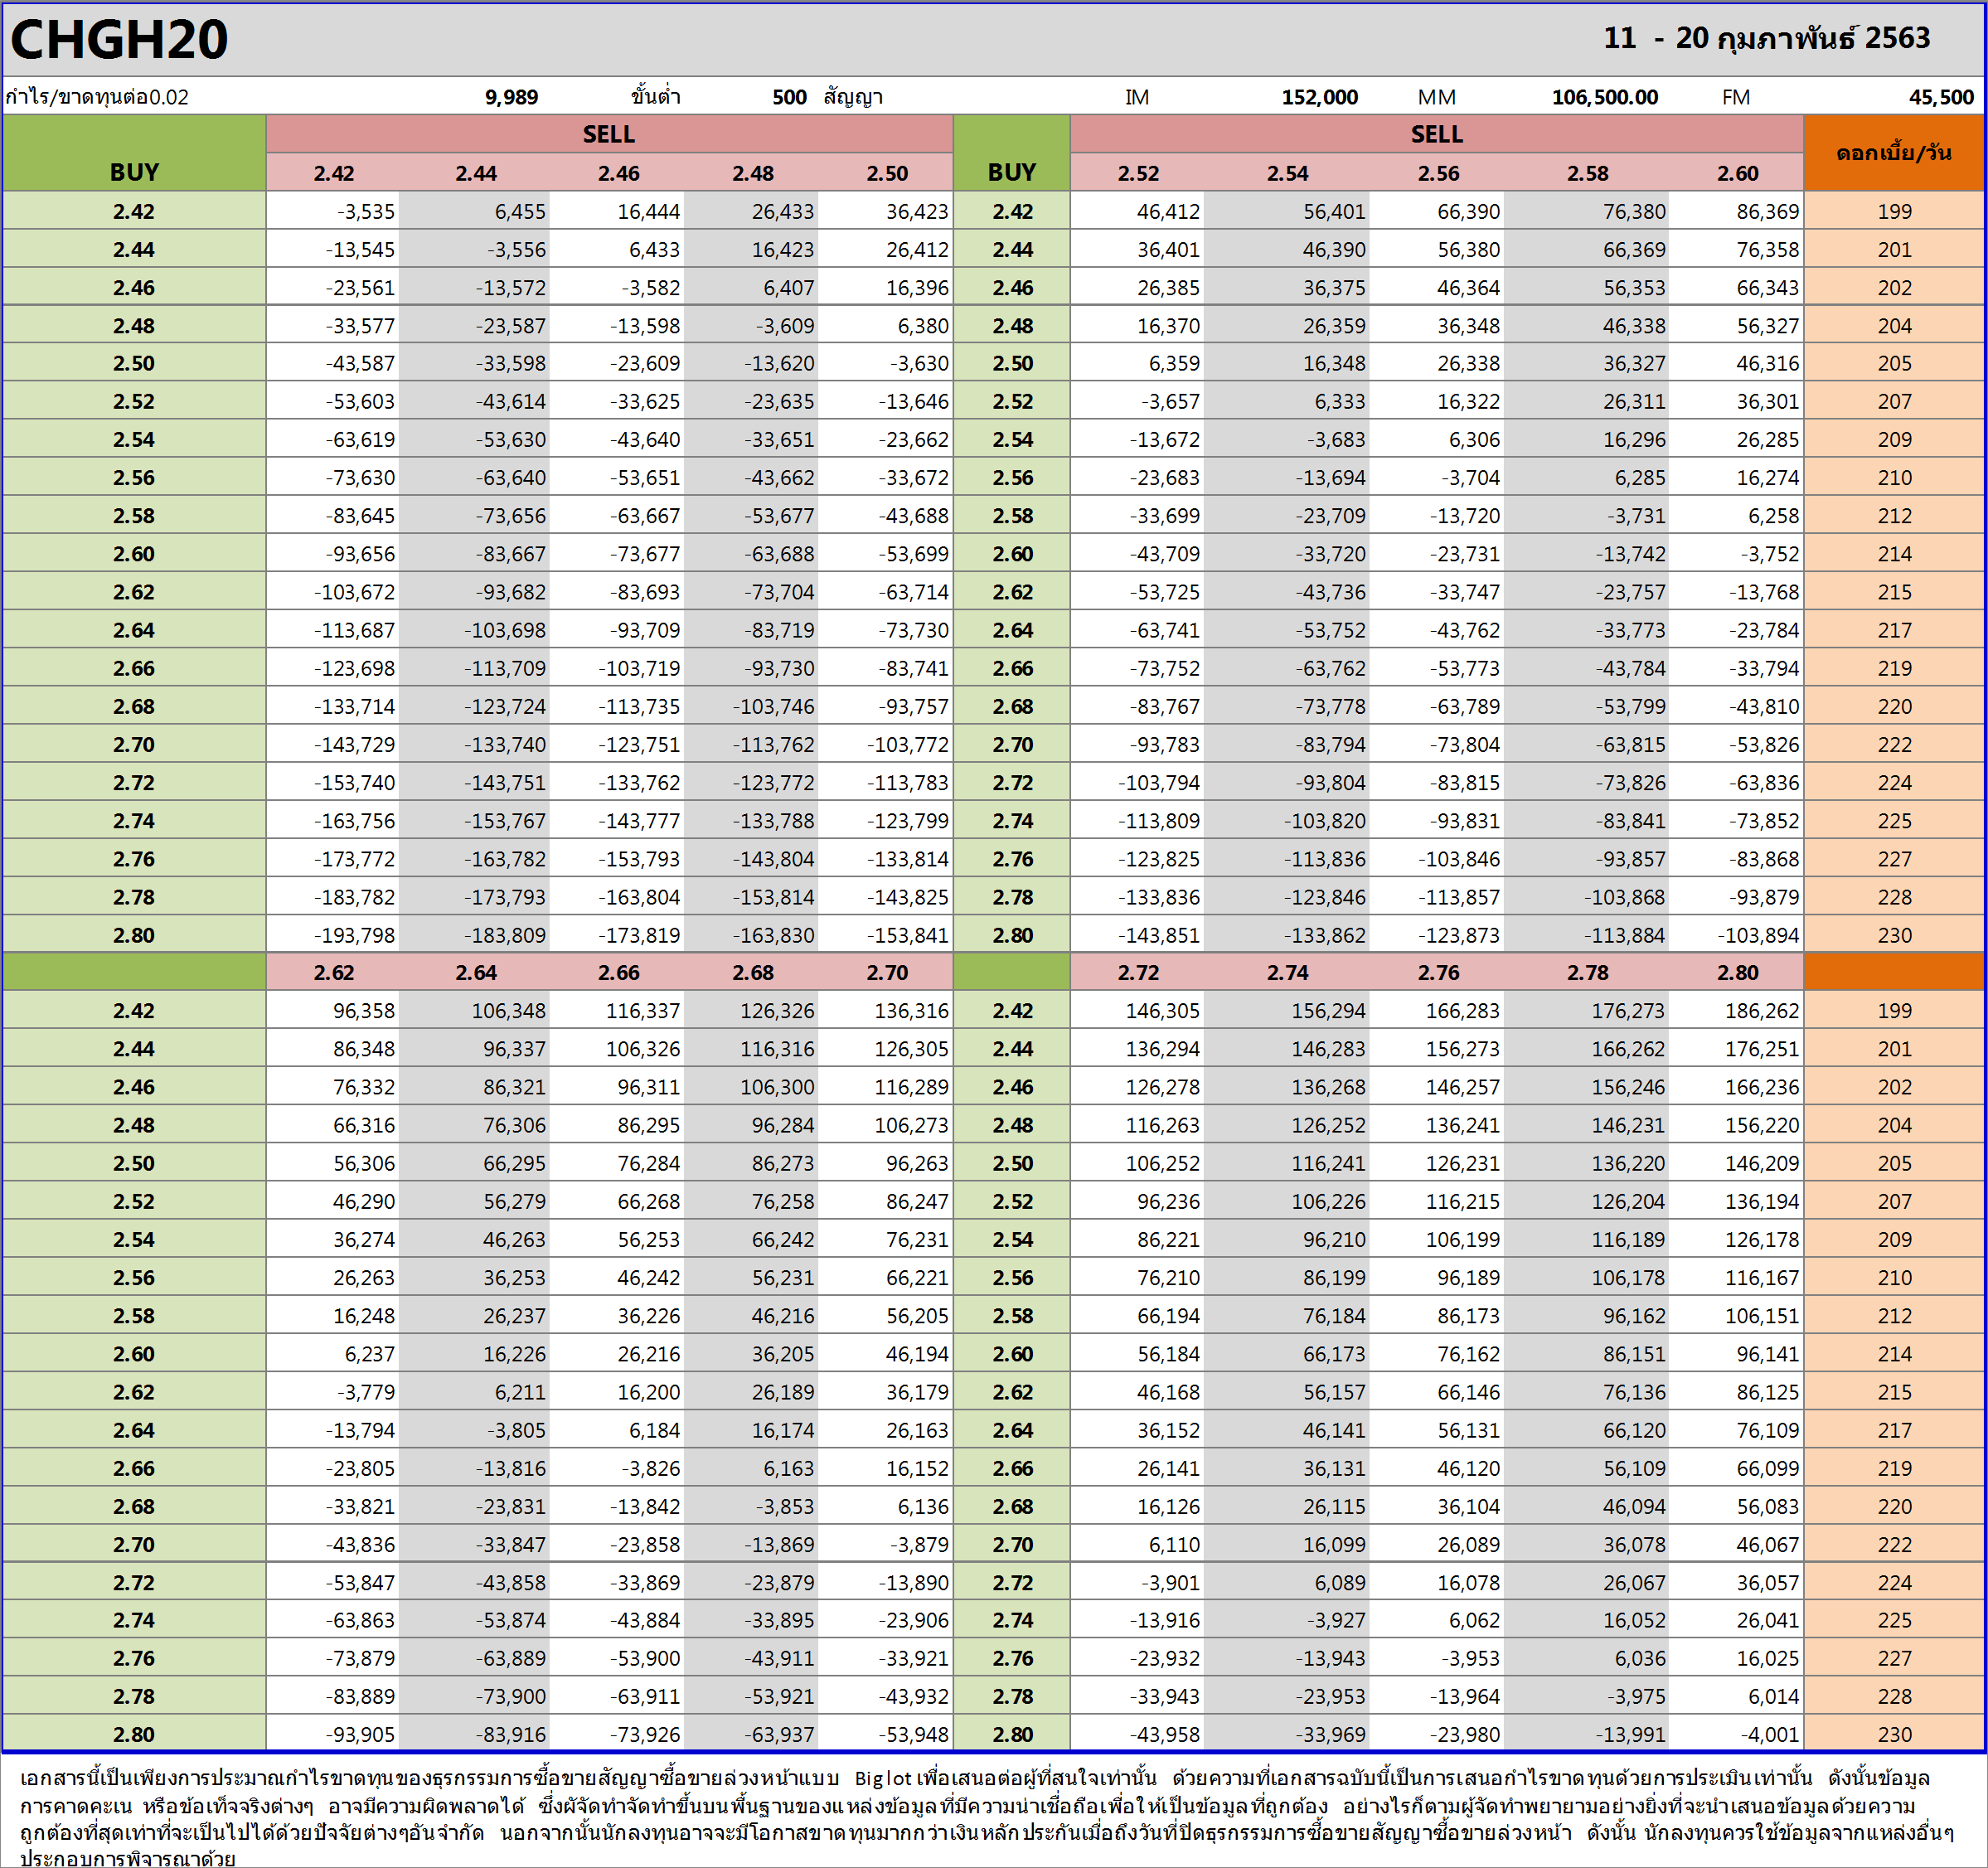 CHGH20 11 - 20 กุมภาพันธ์ 2563
กำไร/ขาดทุนต่อ0.02 9,989 ขั้นต่ำ 500 สัญญา IM 152,000 MM 106,500.00 FM 45,500
BUY SELL BUY SELL ดอกเบี้ย/วัน
2.42 2.44 2.46 2.48 2.50 2.52 2.54 2.56 2.58 2.60
2.42 -3,535 6,455 16,444 26,433 36,423 2.42 46,412 56,401 66,390 76,380 86,369 199
2.44 -13,545 -3,556 6,433 16,423 26,412 2.44 36,401 46,390 56,380 66,369 76,358 201
2.46 -23,561 -13,572 -3,582 6,407 16,396 2.46 26,385 36,375 46,364 56,353 66,343 202
2.48 -33,577 -23,587 -13,598 -3,609 6,380 2.48 16,370 26,359 36,348 46,338 56,327 204
2.50 -43,587 -33,598 -23,609 -13,620 -3,630 2.50 6,359 16,348 26,338 36,327 46,316 205
2.52 -53,603 -43,614 -33,625 -23,635 -13,646 2.52 -3,657 6,333 16,322 26,311 36,301 207
2.54 -63,619 -53,630 -43,640 -33,651 -23,662 2.54 -13,672 -3,683 6,306 16,296 26,285 209
2.56 -73,630 -63,640 -53,651 -43,662 -33,672 2.56 -23,683 -13,694 -3,704 6,285 16,274 210
2.58 -83,645 -73,656 -63,667 -53,677 -43,688 2.58 -33,699 -23,709 -13,720 -3,731 6,258 212
2.60 -93,656 -83,667 -73,677 -63,688 -53,699 2.60 -43,709 -33,720 -23,731 -13,742 -3,752 214
2.62 -103,672 -93,682 -83,693 -73,704 -63,714 2.62 -53,725 -43,736 -33,747 -23,757 -13,768 215
2.64 -113,687 -103,698 -93,709 -83,719 -73,730 2.64 -63,741 -53,752 -43,762 -33,773 -23,784 217
2.66 -123,698 -113,709 -103,719 -93,730 -83,741 2.66 -73,752 -63,762 -53,773 -43,784 -33,794 219
2.68 -133,714 -123,724 -113,735 -103,746 -93,757 2.68 -83,767 -73,778 -63,789 -53,799 -43,810 220
2.70 -143,729 -133,740 -123,751 -113,762 -103,772 2.70 -93,783 -83,794 -73,804 -63,815 -53,826 222
2.72 -153,740 -143,751 -133,762 -123,772 -113,783 2.72 -103,794 -93,804 -83,815 -73,826 -63,836 224
2.74 -163,756 -153,767 -143,777 -133,788 -123,799 2.74 -113,809 -103,820 -93,831 -83,841 -73,852 225
2.76 -173,772 -163,782 -153,793 -143,804 -133,814 2.76 -123,825 -113,836 -103,846 -93,857 -83,868 227
2.78 -183,782 -173,793 -163,804 -153,814 -143,825 2.78 -133,836 -123,846 -113,857 -103,868 -93,879 228
2.80 -193,798 -183,809 -173,819 -163,830 -153,841 2.80 -143,851 -133,862 -123,873 -113,884 -103,894 230
2.62 2.64 2.66 2.68 2.70 2.72 2.74 2.76 2.78 2.80
2.42 96,358 106,348 116,337 126,326 136,316 2.42 146,305 156,294 166,283 176,273 186,262 199
2.44 86,348 96,337 106,326 116,316 126,305 2.44 136,294 146,283 156,273 166,262 176,251 201
2.46 76,332 86,321 96,311 106,300 116,289 2.46 126,278 136,268 146,257 156,246 166,236 202
2.48 66,316 76,306 86,295 96,284 106,273 2.48 116,263 126,252 136,241 146,231 156,220 204
2.50 56,306 66,295 76,284 86,273 96,263 2.50 106,252 116,241 126,231 136,220 146,209 205
2.52 46,290 56,279 66,268 76,258 86,247 2.52 96,236 106,226 116,215 126,204 136,194 207
2.54 36,274 46,263 56,253 66,242 76,231 2.54 86,221 96,210 106,199 116,189 126,178 209
2.56 26,263 36,253 46,242 56,231 66,221 2.56 76,210 86,199 96,189 106,178 116,167 210
2.58 16,248 26,237 36,226 46,216 56,205 2.58 66,194 76,184 86,173 96,162 106,151 212
2.60 6,237 16,226 26,216 36,205 46,194 2.60 56,184 66,173 76,162 86,151 96,141 214
2.62 -3,779 6,211 16,200 26,189 36,179 2.62 46,168 56,157 66,146 76,136 86,125 215
2.64 -13,794 -3,805 6,184 16,174 26,163 2.64 36,152 46,141 56,131 66,120 76,109 217
2.66 -23,805 -13,816 -3,826 6,163 16,152 2.66 26,141 36,131 46,120 56,109 66,099 219
2.68 -33,821 -23,831 -13,842 -3,853 6,136 2.68 16,126 26,115 36,104 46,094 56,083 220
2.70 -43,836 -33,847 -23,858 -13,869 -3,879 2.70 6,110 16,099 26,089 36,078 46,067 222
2.72 -53,847 -43,858 -33,869 -23,879 -13,890 2.72 -3,901 6,089 16,078 26,067 36,057 224
2.74 -63,863 -53,874 -43,884 -33,895 -23,906 2.74 -13,916 -3,927 6,062 16,052 26,041 225
2.76 -73,879 -63,889 -53,900 -43,911 -33,921 2.76 -23,932 -13,943 -3,953 6,036 16,025 227
2.78 -83,889 -73,900 -63,911 -53,921 -43,932 2.78 -33,943 -23,953 -13,964 -3,975 6,014 228
2.80 -93,905 -83,916 -73,926 -63,937 -53,948 2.80 -43,958 -33,969 -23,980 -13,991 -4,001 230
เอกสารนี้เป็นเพียงการประมาณกำไรขาดทุนของธุรกรรมการซื้อขายสัญญาซื้อขายล่วงหน้าแบบ Biglot เพื่อเสนอต่อผู้ที่สนใจเท่านั้น ด้วยความที่เอกสารฉบับนี้เป็นการเสนอกำไรขาดทุนด้วยการประเมินเท่านั้น ดังนั้นข้อมูล
การคาดคะเน หรือข้อเท็จจริงต่างๆ อาจมีความผิดพลาดได้ ซึ่งผัจัดทำจัดทำขึ้นบนพื้นฐานของแหล่งข้อมูลที่มีความน่าเชื่อถือเพื่อให้เป็นข้อมูลที่ถูกต้อง อย่างไรก็ตามผู้จัดทำพยายามอย่างยิ่งที่จะนำเสนอข้อมูลด้วยความ
ถูกต้องที่สุดเท่าที่จะเป็นไปได้ด้วยปัจจัยต่างๆอันจำกัด นอกจากนั้นนักลงทุนอาจจะมีโอกาสขาดทุนมากกว่าเงินหลักประกันเมื่อถึงวันที่ปิดธุรกรรมการซื้อขายสัญญาซื้อขายล่วงหน้า ดังนั้น นักลงทุนควรใช้ข้อมูลจากแหล่งอื่นๆ
ประกอบการพิจารณาด้วย